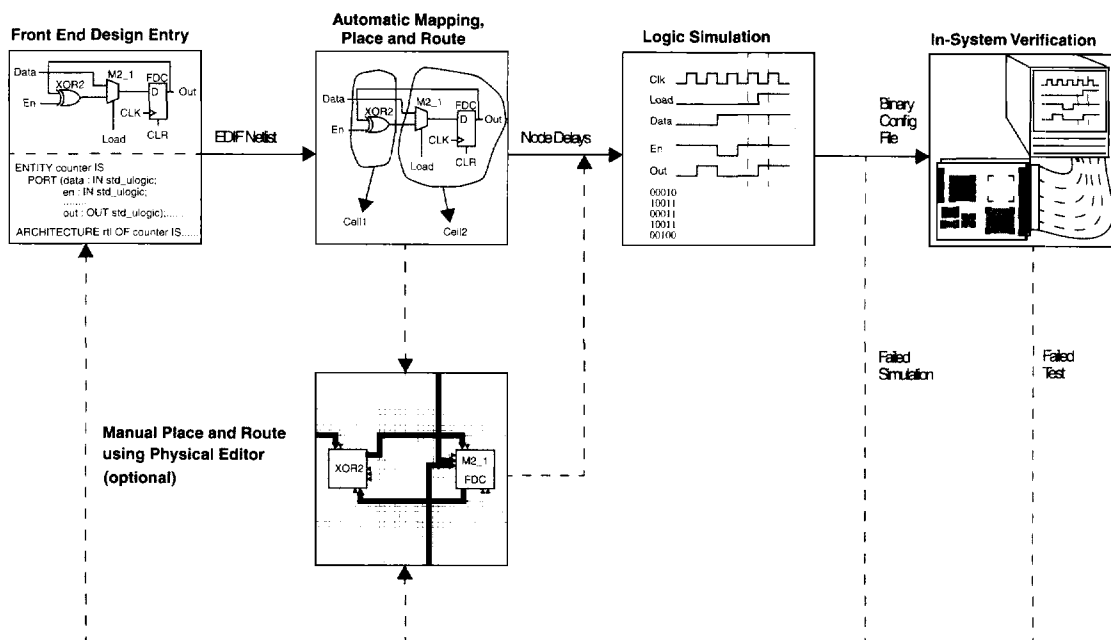 Front End Design Entry
Data
XOR2
M2_1
FDC
D
Out
En
CLK
CLR
Load
ENTITY counter IS
PORT (data : IN std_ulogic;
en : IN std_ulogic;
........
out : OUT std_ulogic);......
ARCHITECTURE rtl OF counter IS......
EDIF Netlist
Automatic Mapping,
Place and Route
Data
XOR2
M2_1
FDC
D
Out
En
CLK
CLR
Load
Cell1
Cell2
Node Delays
Logic Simulation
Clk
Load
Data
En
Out
00010
10011
00011
10011
00100
Binary
Config
File
In-System Verification
Failed
Simulation
Failed
Test
Manual Place and Route
using Physical Editor
(optional)
XOR2
M2_1
FDC